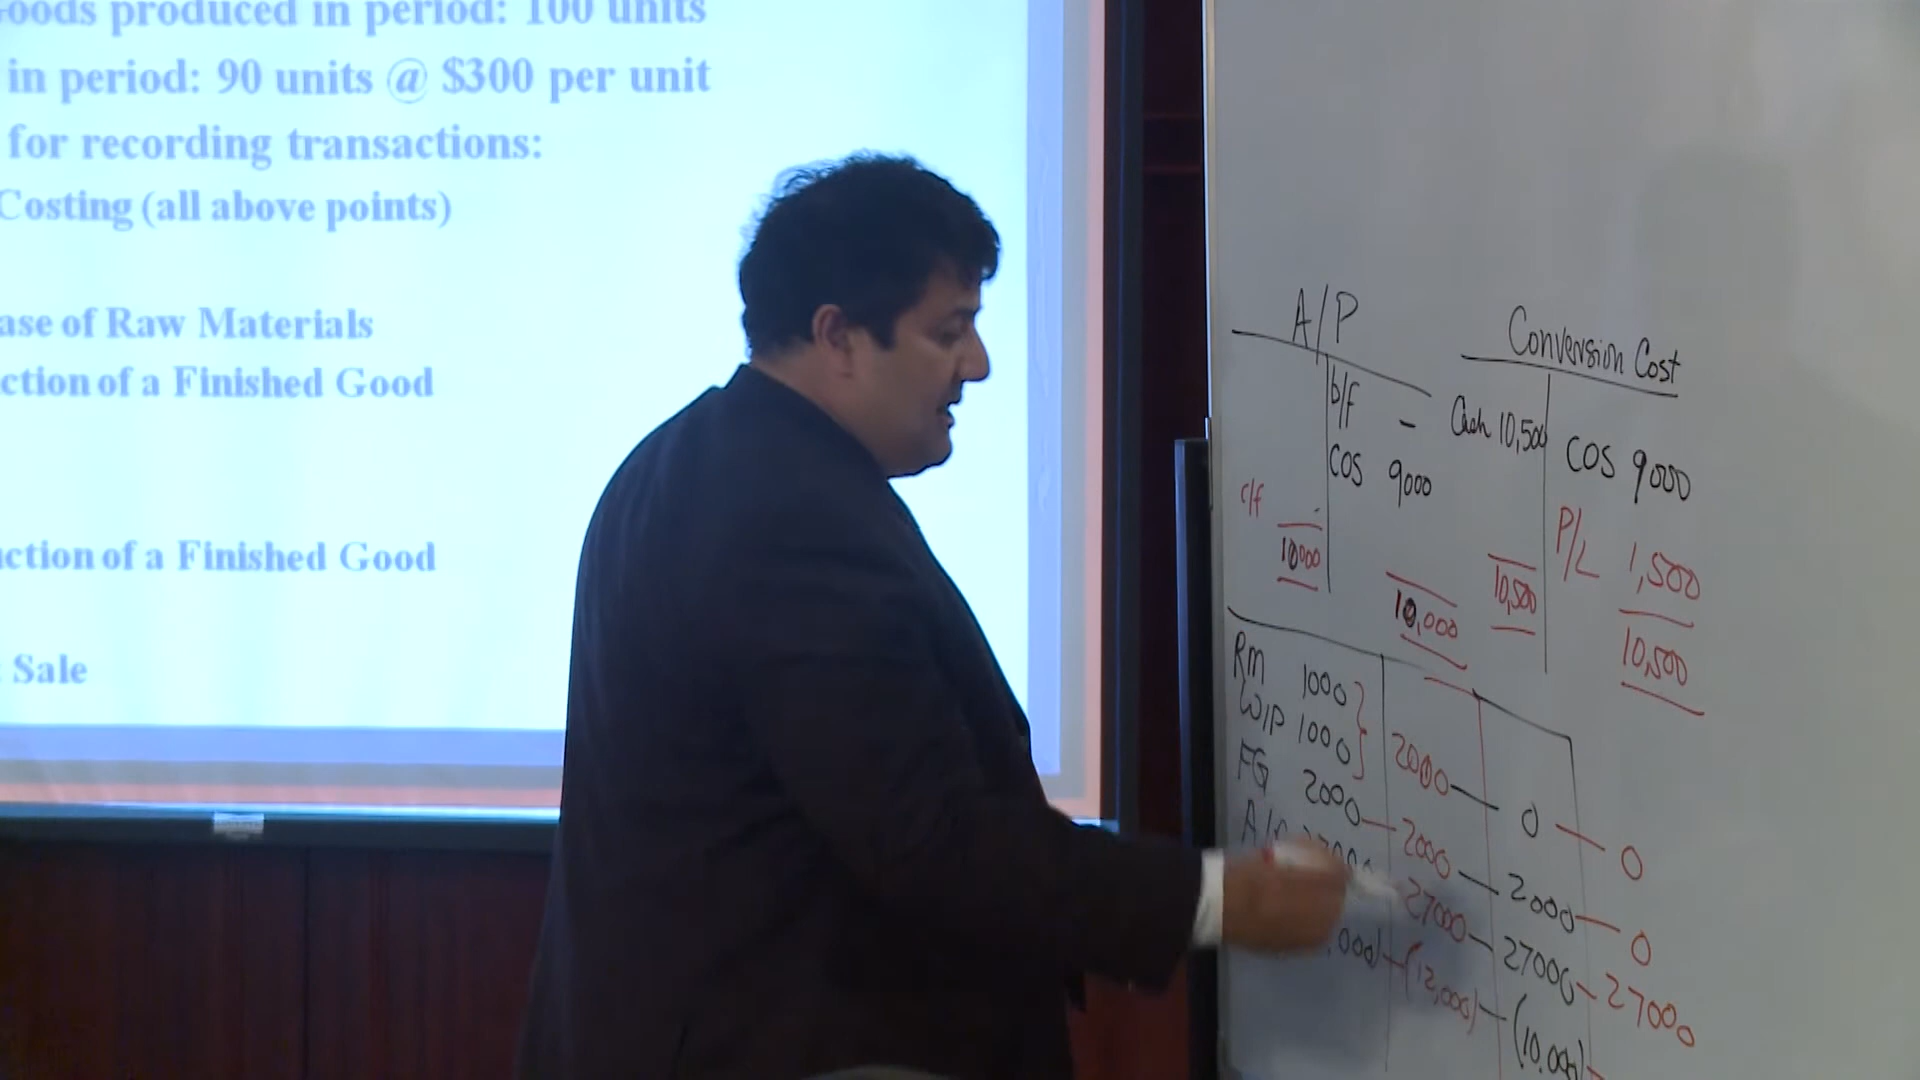 oods produced in period: 100 units
in period: 90 units @ $300 per unit
for recording transactions:
Costing (all above points)
ase of Raw Materials
ction of a Finished Good
ction of a Finished Good
Sale
A/P
b/f -
COS 9000
c/f
10000
10,000
Conversion Cost
Cash 10,500
COS 9000
P/L 1,500
10,500
10,500
Rm 1000
WIP 1000
2000 0 0
FG 2000 2000 2000 0
27000 27000 27000
,000) (12,000) (10,000)